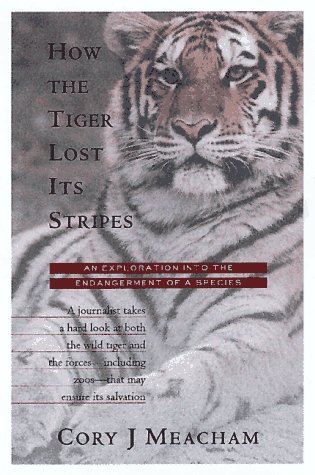 How
the
Tiger
Lost
Its
Stripes
An Exploration into the
Endangerment of a Species
A journalist takes
a hard look at both
the wild tiger and
the forces—including
zoos—that may
ensure its salvation
Cory J Meacham